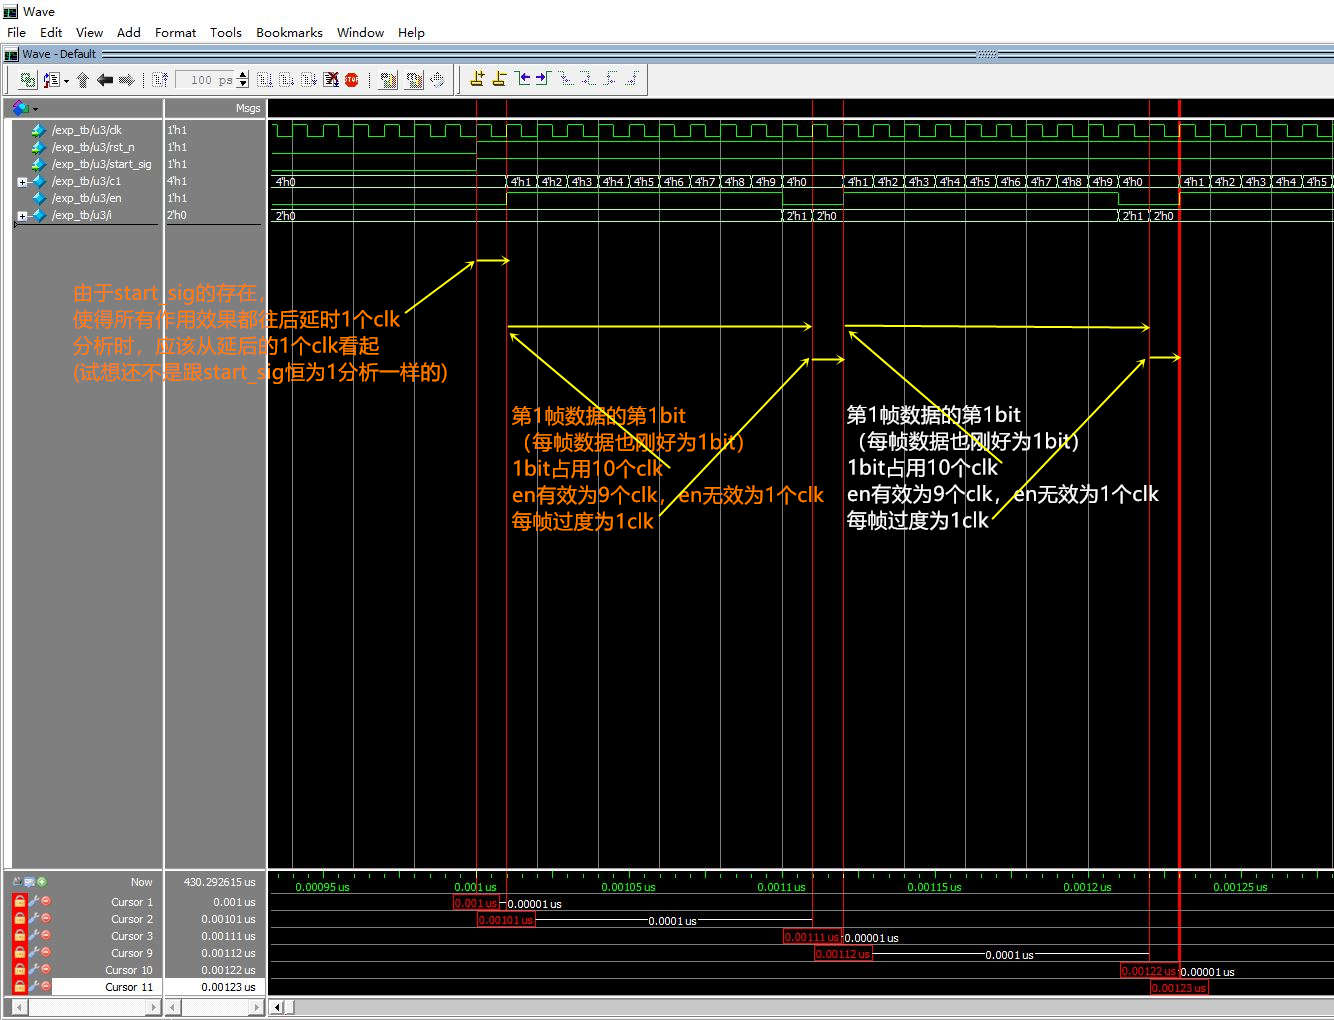 Wave
File Edit View Add Format Tools Bookmarks Window Help
Wave - Default
100 ps
STOP
Msgs
/exp_tb/u3/clk 1'h1
/exp_tb/u3/rst_n 1'h1
/exp_tb/u3/start_sig 1'h1
/exp_tb/u3/c1 4'h1 4'h0 4'h1 4'h2 4'h3 4'h4 4'h5 4'h6 4'h7 4'h8 4'h9 4'h0 4'h1 4'h2 4'h3 4'h4 4'h5 4'h6 4'h7 4'h8 4'h9 4'h0 4'h1 4'h2 4'h3 4'h4 4'h5
/exp_tb/u3/en 1'h1
/exp_tb/u3/i 2'h0 2'h0 2'h1 2'h0 2'h1 2'h0
由于start_sig的存在,
使得所有作用效果都往后延时1个clk
分析时，应该从延后的1个clk看起
(试想还不是跟start_sig恒为1分析一样的)
第1帧数据的第1bit
（每帧数据也刚好为1bit）
1bit占用10个clk
en有效为9个clk，en无效为1个clk
每帧过度为1clk
第1帧数据的第1bit
（每帧数据也刚好为1bit）
1bit占用10个clk
en有效为9个clk，en无效为1个clk
每帧过度为1clk
Now 430.292615 us 0.00095 us 0.001 us 0.00105 us 0.0011 us 0.00115 us 0.0012 us 0.00125 us
Cursor 1 0.001 us 0.001 us 0.00001 us
Cursor 2 0.00101 us 0.00101 us 0.0001 us
Cursor 3 0.00111 us 0.00111 us 0.00001 us
Cursor 9 0.00112 us 0.00112 us 0.0001 us
Cursor 10 0.00122 us 0.00122 us 0.00001 us
Cursor 11 0.00123 us 0.00123 us